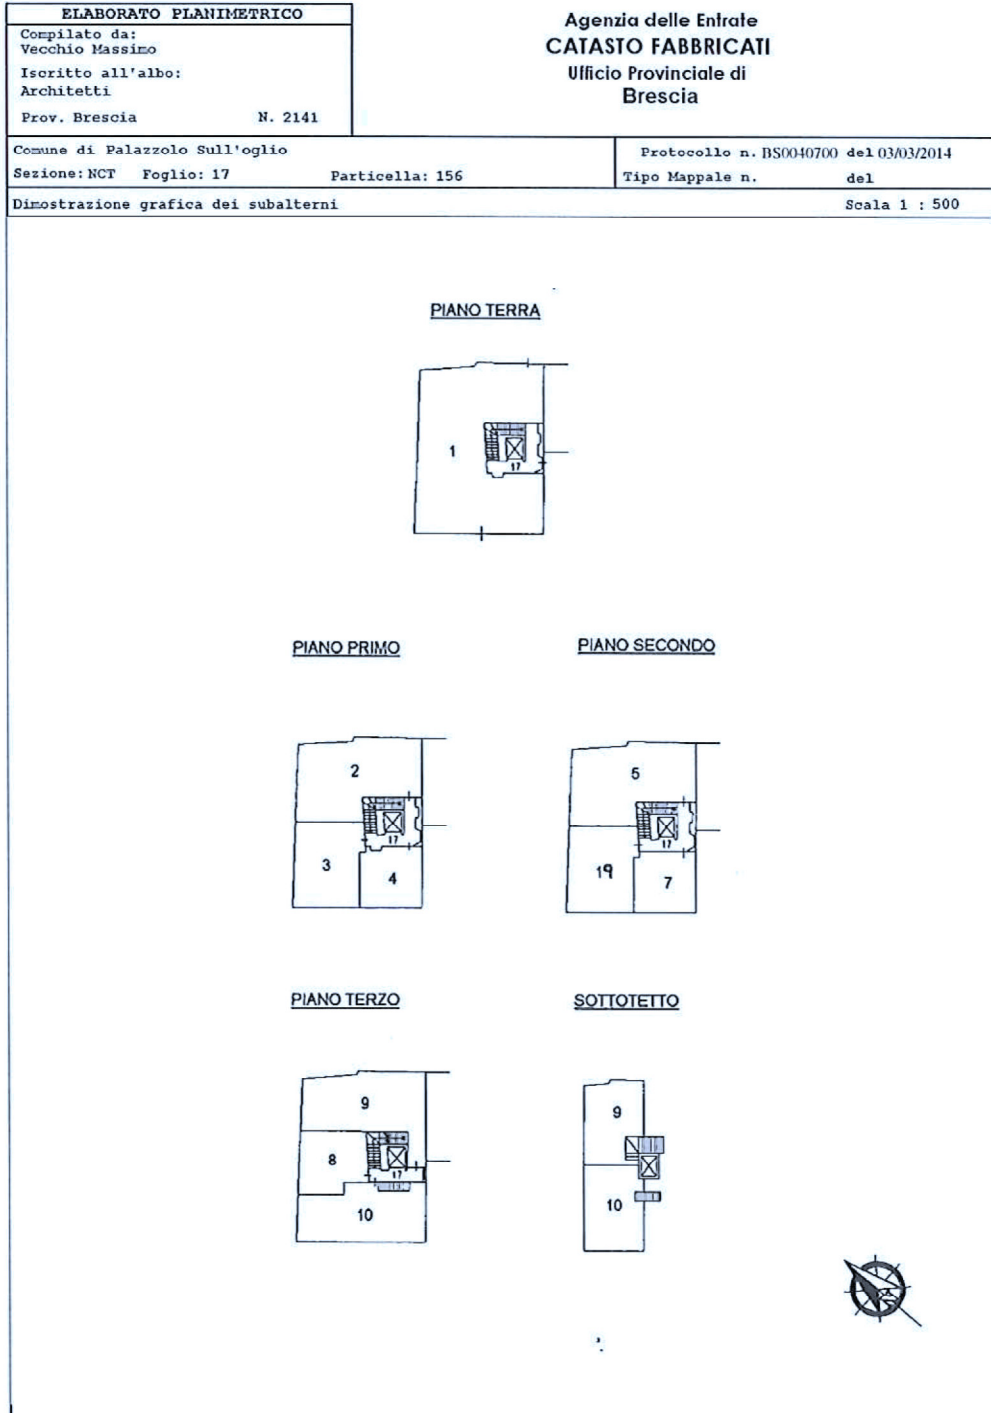 ELABORATO PLANIMETRICO
Compilato da:
Vecchio Massimo
Iscritto all'albo:
Architetti
Prov. Brescia N. 2141
Agenzia delle Entrate
CATASTO FABBRICATI
Ufficio Provinciale di
Brescia
Comune di Palazzolo Sull'oglio
Sezione: NCT Foglio: 17 Particella: 156
Protocollo n. BS0040700 del 03/03/2014
Tipo Mappale n. del
Dimostrazione grafica dei subalterni Scala 1 : 500
PIANO TERRA
1
17
PIANO PRIMO
2
17
3
4
PIANO SECONDO
5
17
19
7
PIANO TERZO
9
8
17
10
SOTTOTETTO
9
10